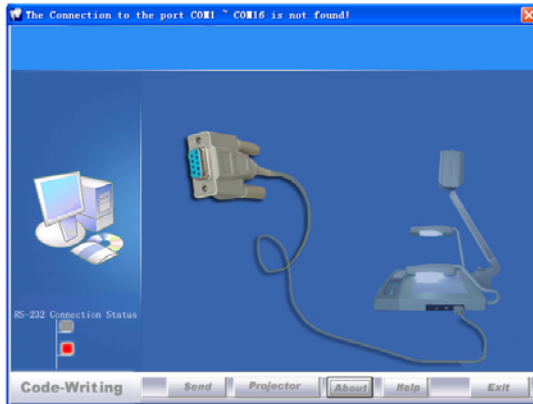 The Connection to the port COM1 ~ COM16 is not found!
RS-232 Connection Status
Code-Writing
Send
Projector
About
Help
Exit